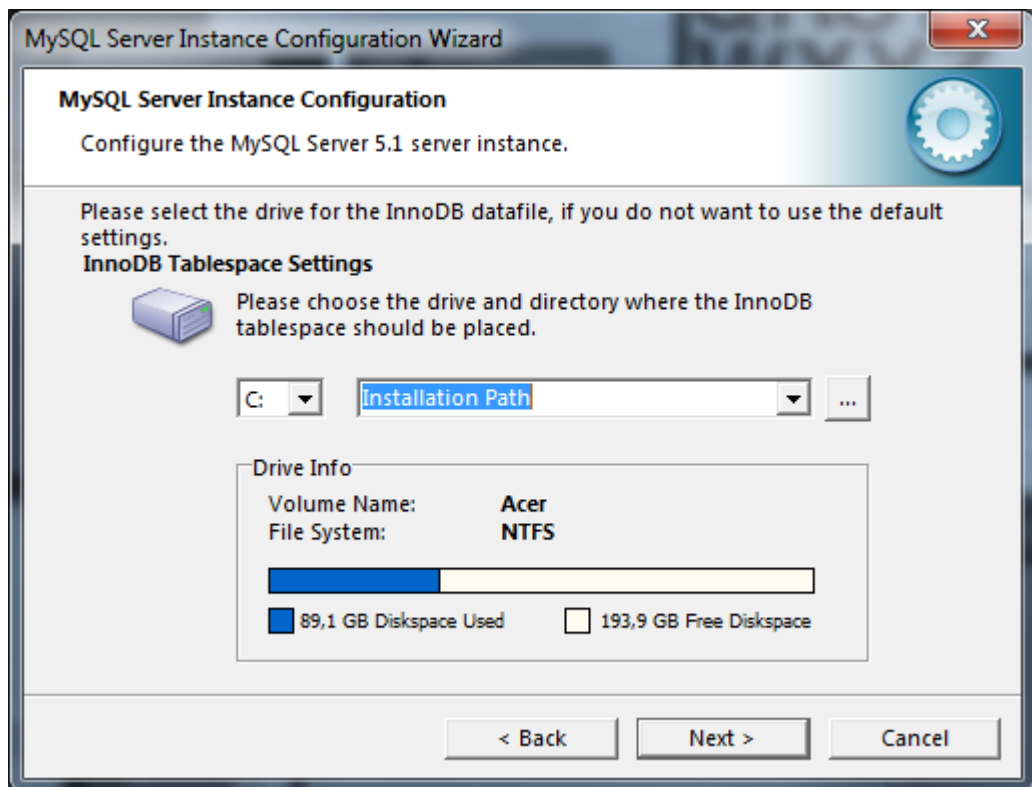 MySQL Server Instance Configuration Wizard
MySQL Server Instance Configuration
Configure the MySQL Server 5.1 server instance.
Please select the drive for the InnoDB datafile, if you do not want to use the default
settings.
InnoDB Tablespace Settings
Please choose the drive and directory where the InnoDB
tablespace should be placed.
C: Installation Path ...
Drive Info
Volume Name: Acer
File System: NTFS
89,1 GB Diskspace Used 193,9 GB Free Diskspace
< Back Next > Cancel